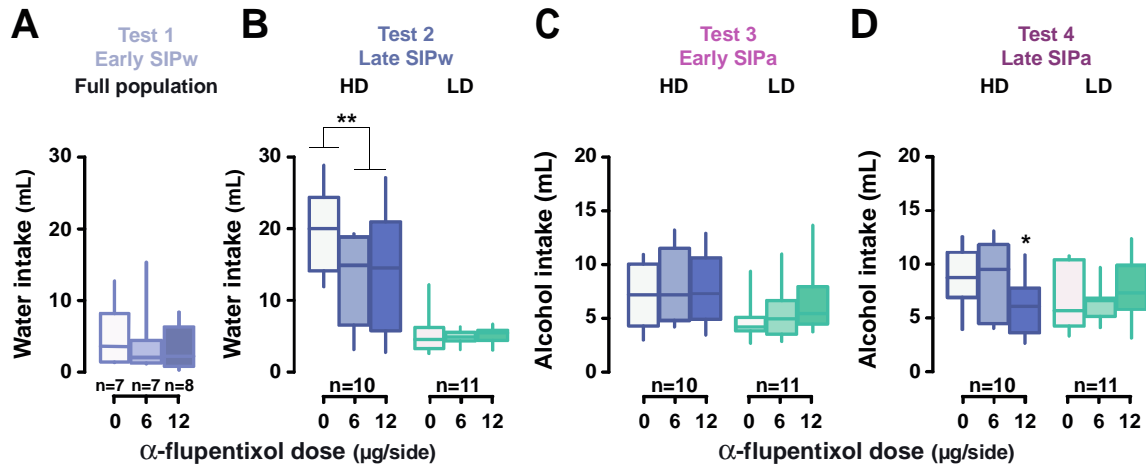 A
Test 1
Early SIPw
Full population
Water intake (mL)
30
20
10
0
n=7 n=7 n=8
0 6 12
B
Test 2
Late SIPw
HD LD
**
Water intake (mL)
30
20
10
0
n=10 n=11
0 6 12 0 6 12
α-flupentixol dose (µg/side)
C
Test 3
Early SIPa
HD LD
Alcohol intake (mL)
20
15
10
5
0
n=10 n=11
0 6 12 0 6 12
D
Test 4
Late SIPa
HD LD
*
Alcohol intake (mL)
20
15
10
5
0
n=10 n=11
0 6 12 0 6 12
α-flupentixol dose (µg/side)